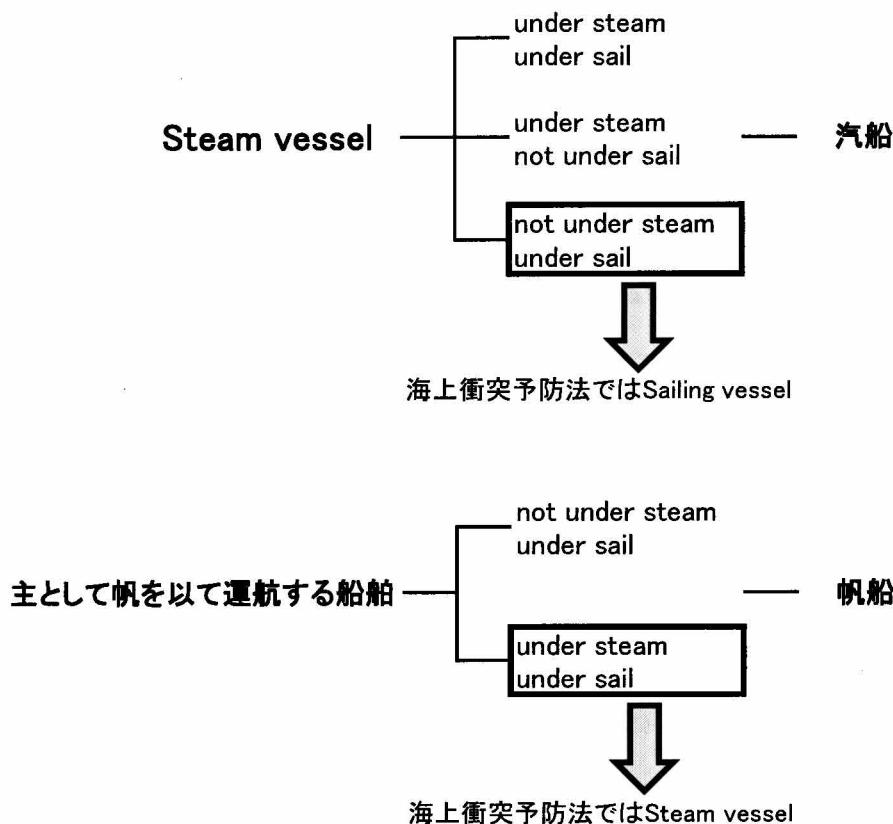 under steam
under sail
Steam vessel
under steam
not under sail
汽船
not under steam
under sail
海上衝突予防法ではSailing vessel
not under steam
under sail
主として帆を以て運航する船舶
帆船
under steam
under sail
海上衝突予防法ではSteam vessel